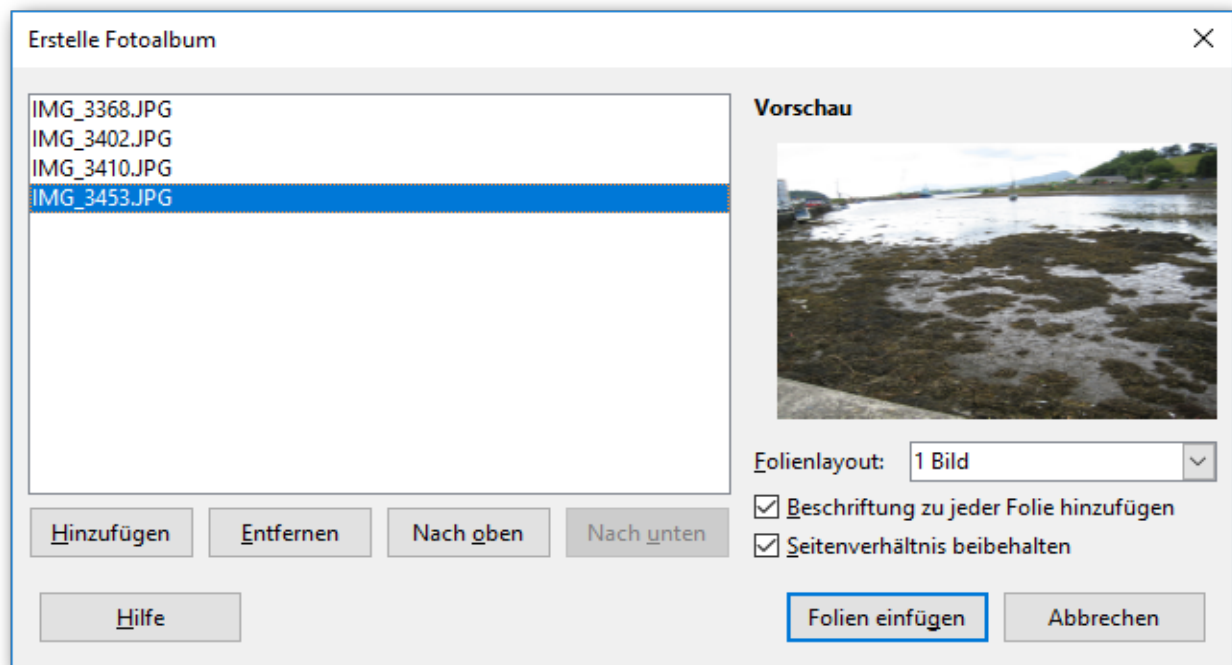 Erstelle Fotoalbum
IMG_3368.JPG
IMG_3402.JPG
IMG_3410.JPG
IMG_3453.JPG
Vorschau
Folienlayout: 1 Bild
Beschriftung zu jeder Folie hinzufügen
Seitenverhältnis beibehalten
Hinzufügen Entfernen Nach oben Nach unten
Hilfe Folien einfügen Abbrechen